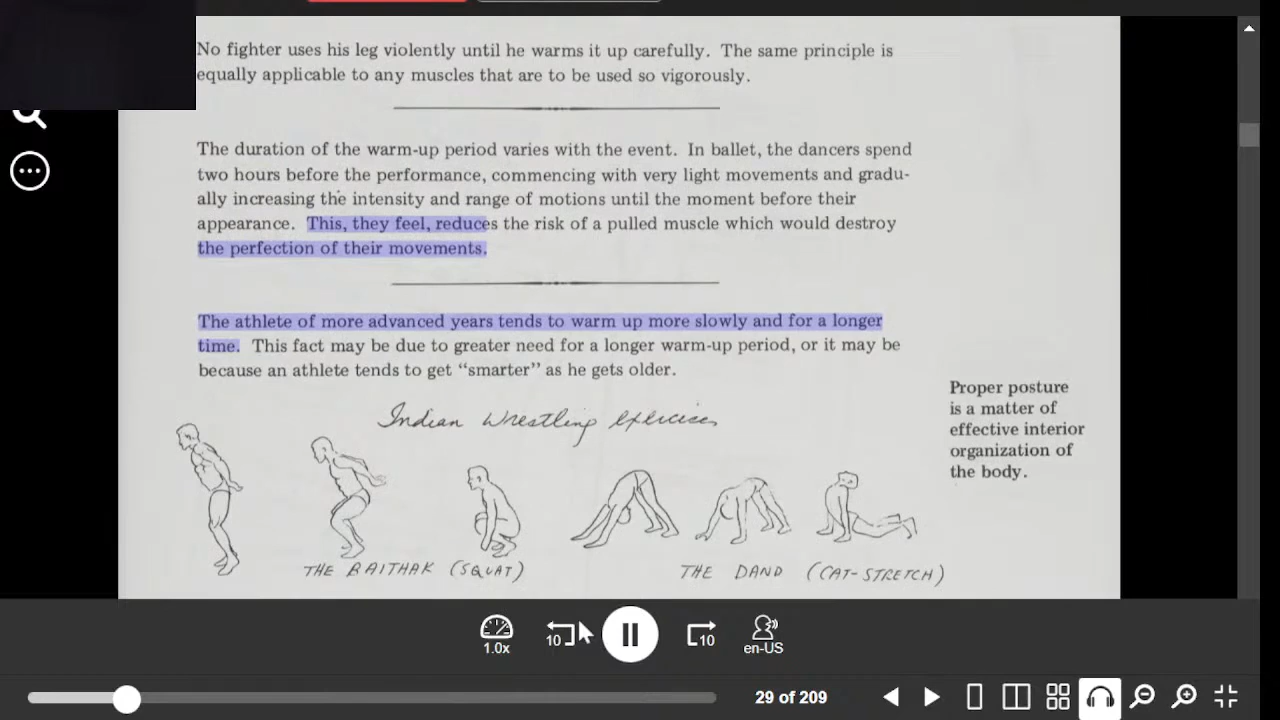 No fighter uses his leg violently until he warms it up carefully. The same principle is
equally applicable to any muscles that are to be used so vigorously.
The duration of the warm-up period varies with the event. In ballet, the dancers spend
two hours before the performance, commencing with very light movements and gradu-
ally increasing the intensity and range of motions until the moment before their
appearance. This, they feel, reduces the risk of a pulled muscle which would destroy
the perfection of their movements.
The athlete of more advanced years tends to warm up more slowly and for a longer
time. This fact may be due to greater need for a longer warm-up period, or it may be
because an athlete tends to get “smarter” as he gets older.
Proper posture
is a matter of
effective interior
organization of
the body.
Indian Wrestling Exercises
THE BAITHAK (SQUAT)
THE DAND (CAT-STRETCH)
1.0x
10
10
en-US
29 of 209